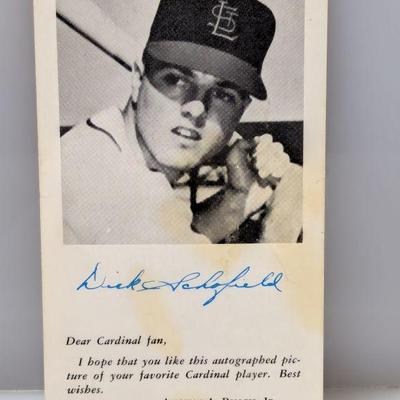 STL
Dick Schofield
Dear Cardinal fan,
I hope that you like this autographed pic-
ture of your favorite Cardinal player. Best
wishes.